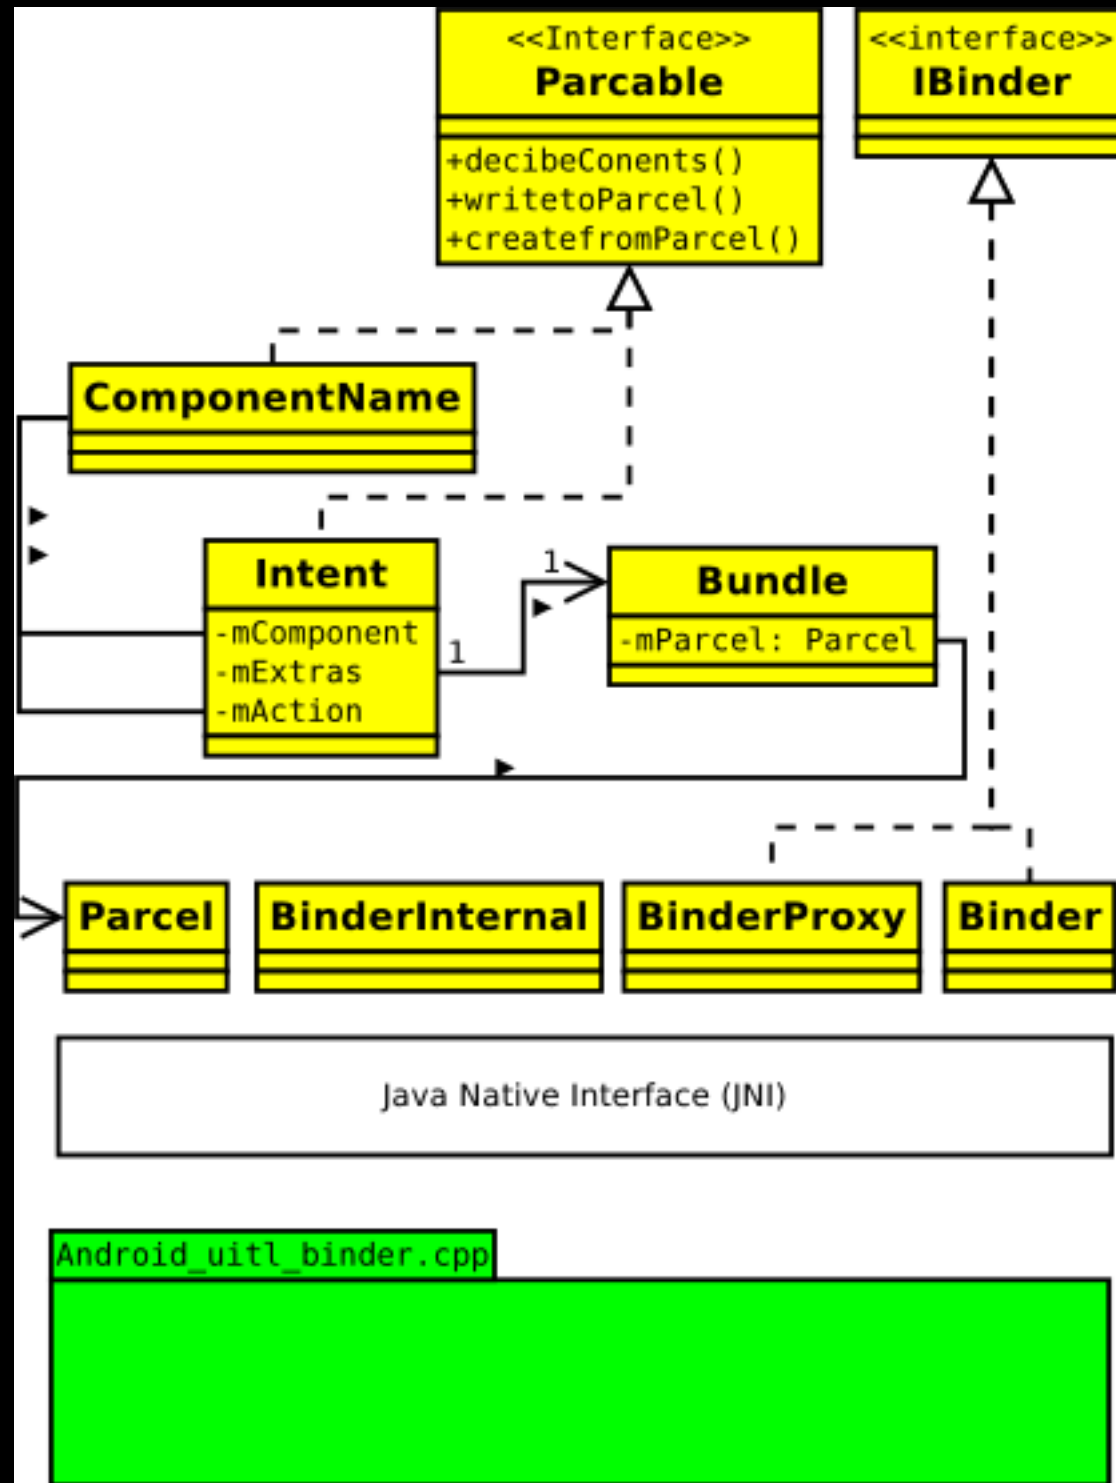 <<Interface>>
Parcable
+decibeConents()
+writetoParcel()
+createfromParcel()
<<interface>>
IBinder
ComponentName
Intent
-mComponent
-mExtras
-mAction
1
1
Bundle
-mParcel: Parcel
Parcel
BinderInternal
BinderProxy
Binder
Java Native Interface (JNI)
Android_uitl_binder.cpp